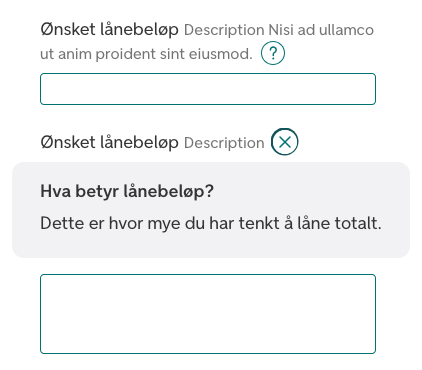 Ønsket lånebeløp Description Nisi ad ullamco
ut anim proident sint eiusmod. ?
Ønsket lånebeløp Description
Hva betyr lånebeløp?
Dette er hvor mye du har tenkt å låne totalt.